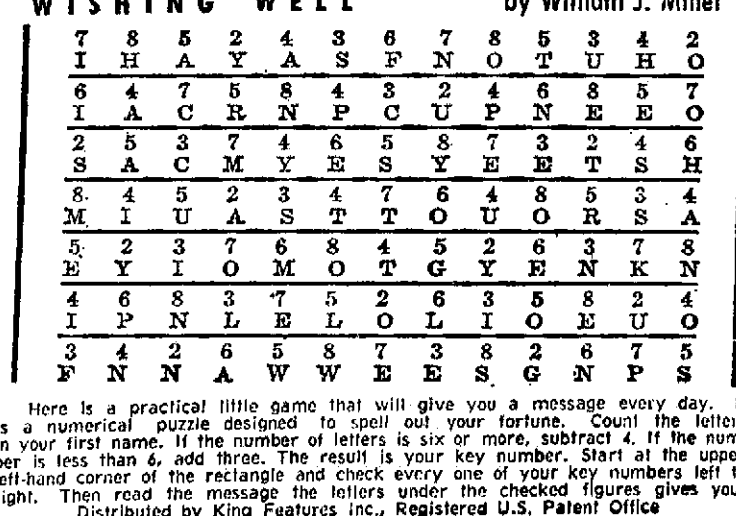 WISHING WELL by William J. Miller
7 8 5 2 4 3 6 7 8 5 3 4 2
I H A Y A S F N O T U H O
6 4 7 5 8 4 3 2 4 6 8 5 7
I A C R N P C U P N E E O
2 5 3 7 4 6 5 8 7 3 2 4 6
S A C M Y E S Y E E T S H
8 4 5 2 3 4 7 6 4 8 5 3 4
M I U A S T T O U O R S A
5 2 3 7 6 8 4 5 2 6 3 7 8
E Y I O M O T G Y E N K N
4 6 8 3 7 5 2 6 3 5 8 2 4
I P N L E L O L I O E U O
3 4 2 6 5 8 7 3 8 2 6 7 5
F N N A W W E E S G N P S
Here is a practical little game that will give you a message every day.
s a numerical puzzle designed to spell out your fortune. Count the letter
n your first name. If the number of letters is six or more, subtract 4. If the num
ber is less than 6, add three. The result is your key number. Start at the uppe
eft-hand corner of the rectangle and check every one of your key numbers left t
ight. Then read the message the letters under the checked figures gives you
Distributed by King Features Inc., Registered U.S. Patent Office